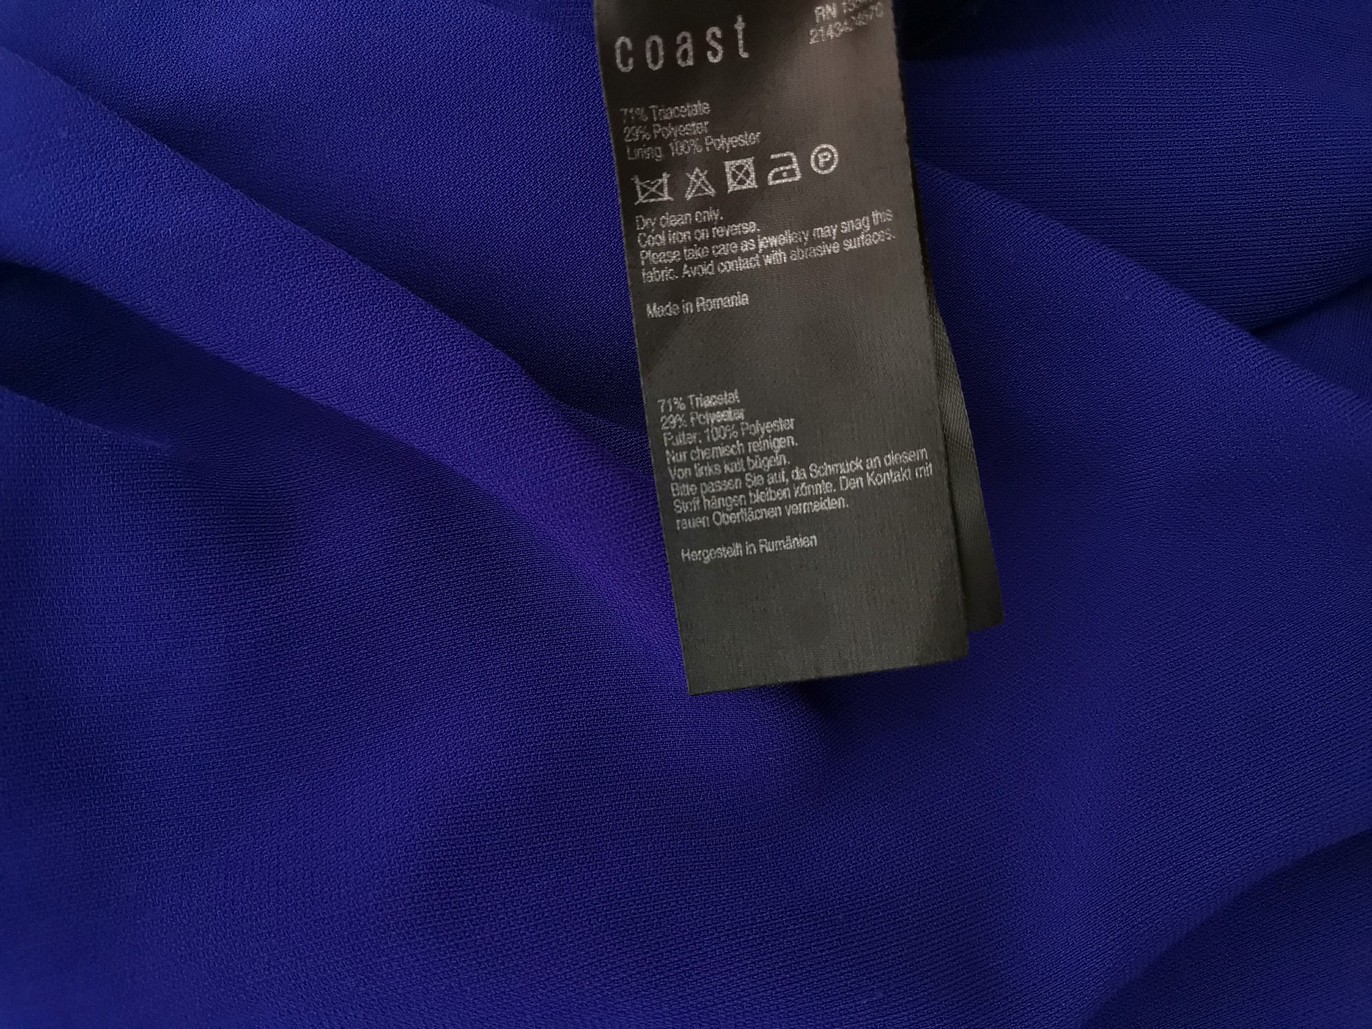 coast
RN
71% Triacetate
29% Polyester
Lining: 100% Polyester
P
Dry clean only.
Cool iron on reverse.
Please take care as jewellery may snag this
fabric. Avoid contact with abrasive surfaces.
Made in Romania
71% Triacetat
29% Polyester
Futter: 100% Polyester
Nur chemisch reinigen.
Von links kalt bügeln.
Bitte passen Sie auf, da Schmuck an diesem
Stoff hängen bleiben könnte. Den Kontakt mit
rauen Oberflächen vermeiden.
Hergestellt in Rumänien